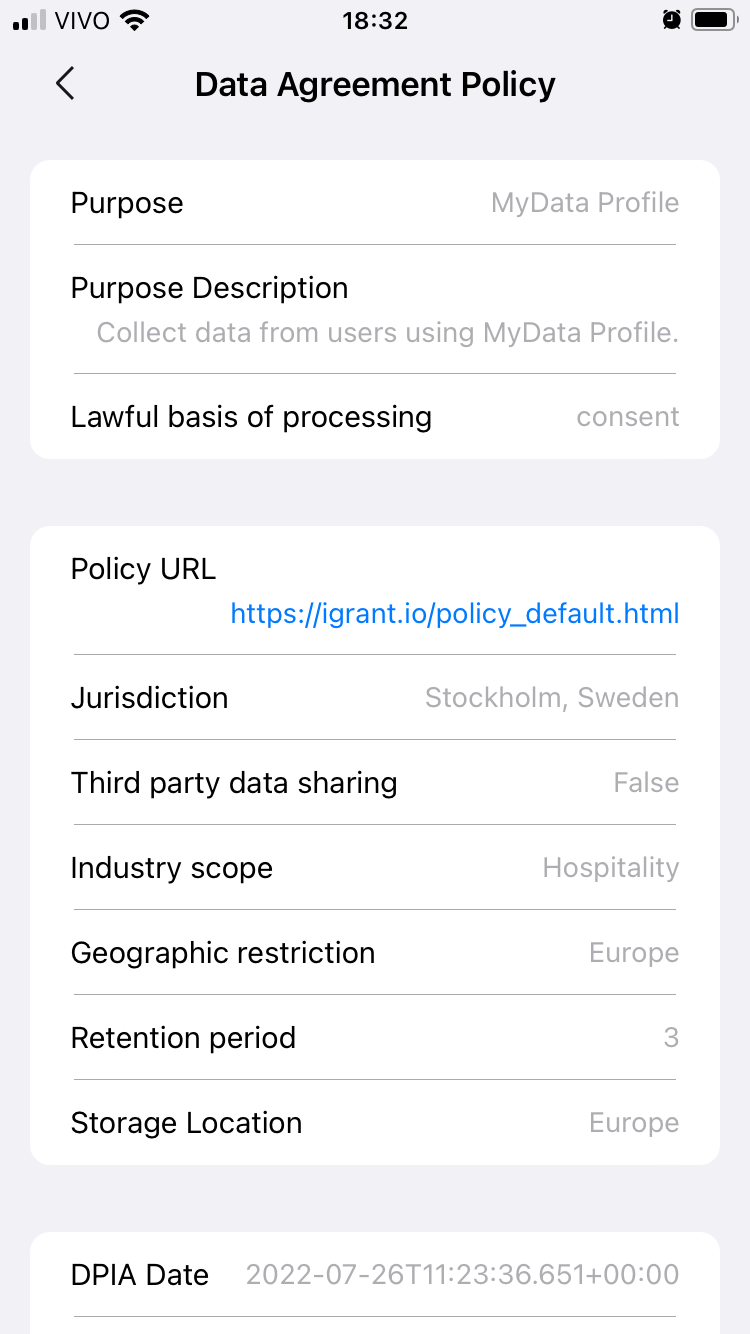 VIVO 18:32
Data Agreement Policy
Purpose MyData Profile
Purpose Description
Collect data from users using MyData Profile.
Lawful basis of processing consent
Policy URL
https://igrant.io/policy_default.html
Jurisdiction Stockholm, Sweden
Third party data sharing False
Industry scope Hospitality
Geographic restriction Europe
Retention period 3
Storage Location Europe
DPIA Date 2022-07-26T11:23:36.651+00:00